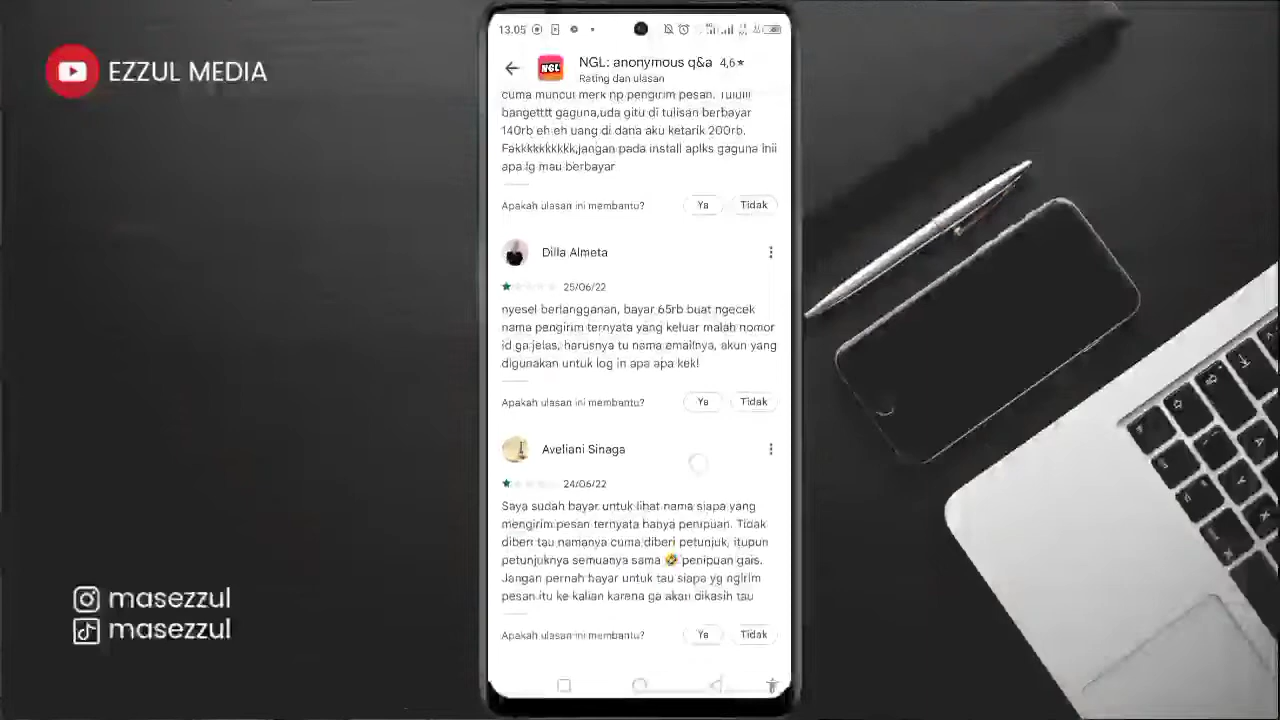 EZZUL MEDIA
13.05
NGL: anonymous q&a 4,6★
Rating dan ulasan
cuma muncul merk hp pengirim pesan. Tulull
bangetttt gaguna,uda gitu di tulisan berbayar
140rb eh eh uang di dana aku ketarik 200rb.
Fakkkkkkkkkk,jangan pada install aplks gaguna inii
apa lg mau berbayar
Apakah ulasan ini membantu? Ya Tidak
Dilla Almeta
25/06/22
nyesel berlangganan, bayar 65rb buat ngecek
nama pengirim ternyata yang keluar malah nomor
id ga jelas, harusnya tu nama emailnya, akun yang
digunakan untuk log in apa apa kek!
Apakah ulasan ini membantu? Ya Tidak
Aveliani Sinaga
24/06/22
Saya sudah bayar untuk lihat nama siapa yang
mengirim pesan ternyata hanya penipuan. Tidak
diberi tau namanya cuma diberi petunjuk, itupun
petunjuknya semuanya sama 🤣 penipuan gais.
Jangan pernah bayar untuk tau siapa yg ngirim
pesan itu ke kalian karena ga akan dikasih tau
Apakah ulasan ini membantu? Ya Tidak
masezzul
masezzul